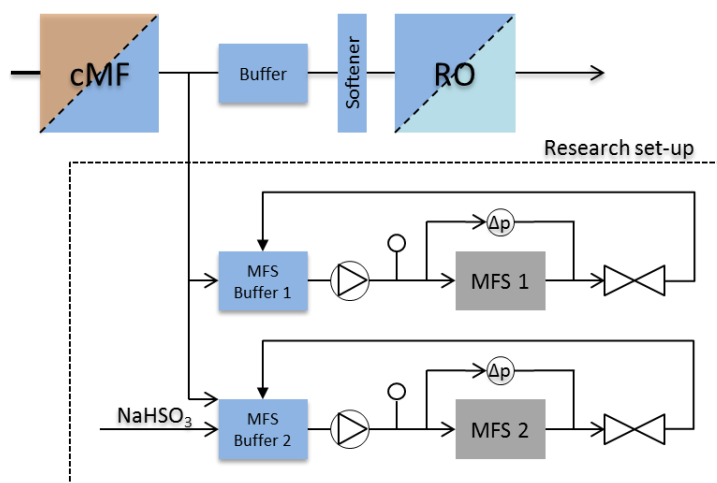 cMF
Buffer
Softener
RO
Research set-up
Δp
MFS
Buffer 1
MFS 1
Δp
NaHSO₃
MFS
Buffer 2
MFS 2